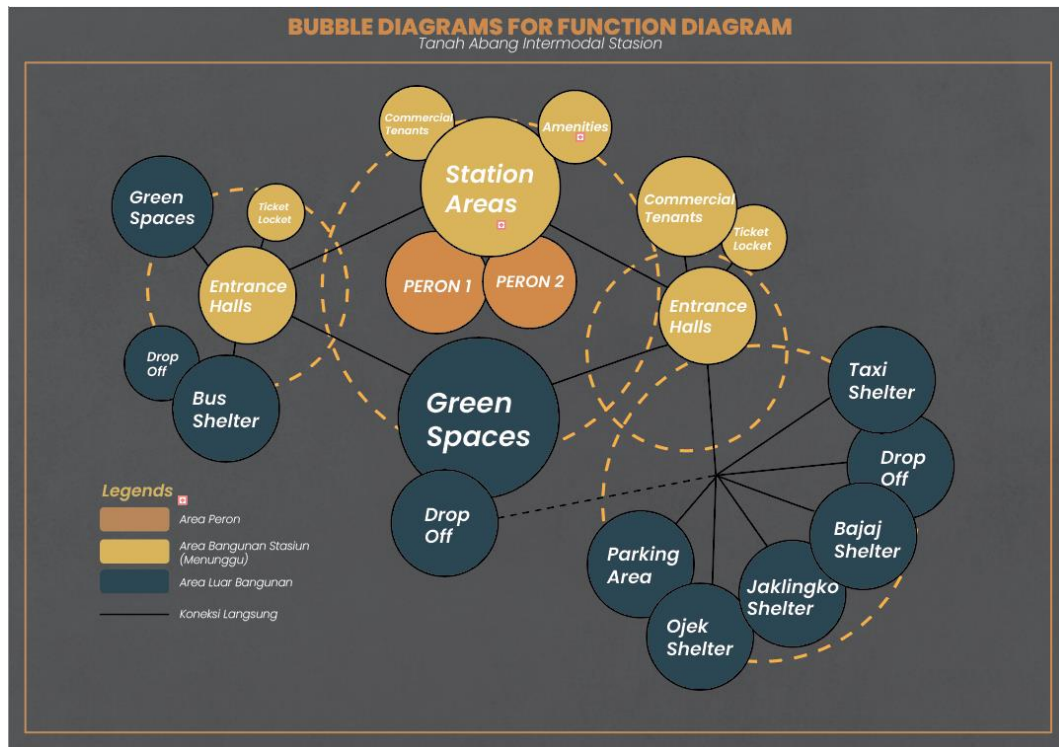 BUBBLE DIAGRAMS FOR FUNCTION DIAGRAM
Tanah Abang Intermodal Stasion
Commercial
Tenants
Amenities
Station
Areas
Green
Spaces
Ticket
Locket
Commercial
Tenants
Ticket
Locket
Entrance
Halls
PERON 1
PERON 2
Entrance
Halls
Drop
Off
Bus
Shelter
Green
Spaces
Taxi
Shelter
Drop
Off
Drop
Off
Bajaj
Shelter
Parking
Area
Jaklingko
Shelter
Ojek
Shelter
Legends
Area Peron
Area Bangunan Stasiun
(Menunggu)
Area Luar Bangunan
Koneksi Langsung